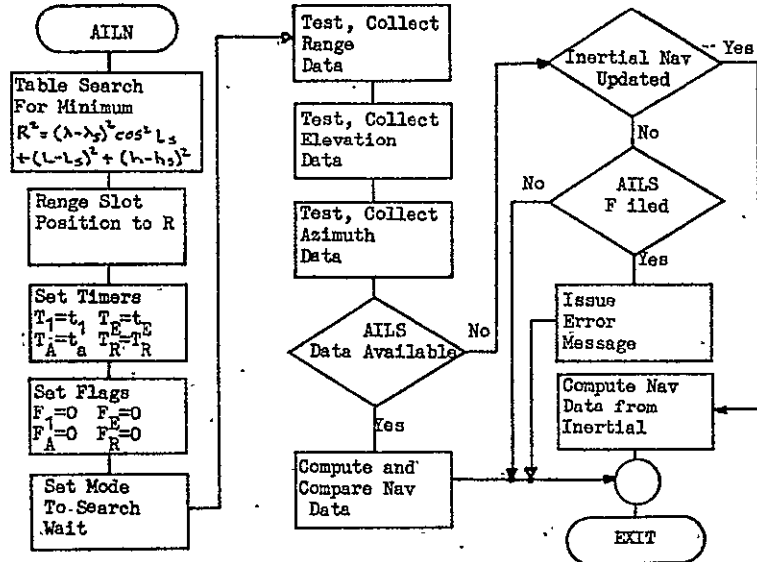 AILN
Table Search
For Minimum
R² = (λ-λs)² cos² Ls
+(L-Ls)² + (h-hs)²
Range Slot
Position to R
Set Timers
T1=t1 TE=tE
TA=ta TR=TR
Set Flags
F1=0 FE=0
FA=0 FR=0
Set Mode
To Search
Wait
Test, Collect
Range
Data
Test, Collect
Elevation
Data
Test, Collect
Azimuth
Data
AILS
Data Available
No
Yes
Compute and
Compare Nav
Data
Inertial Nav
Updated
Yes
No
AILS
F iled
No
Yes
Issue
Error
Message
Compute Nav
Data from
Inertial
EXIT